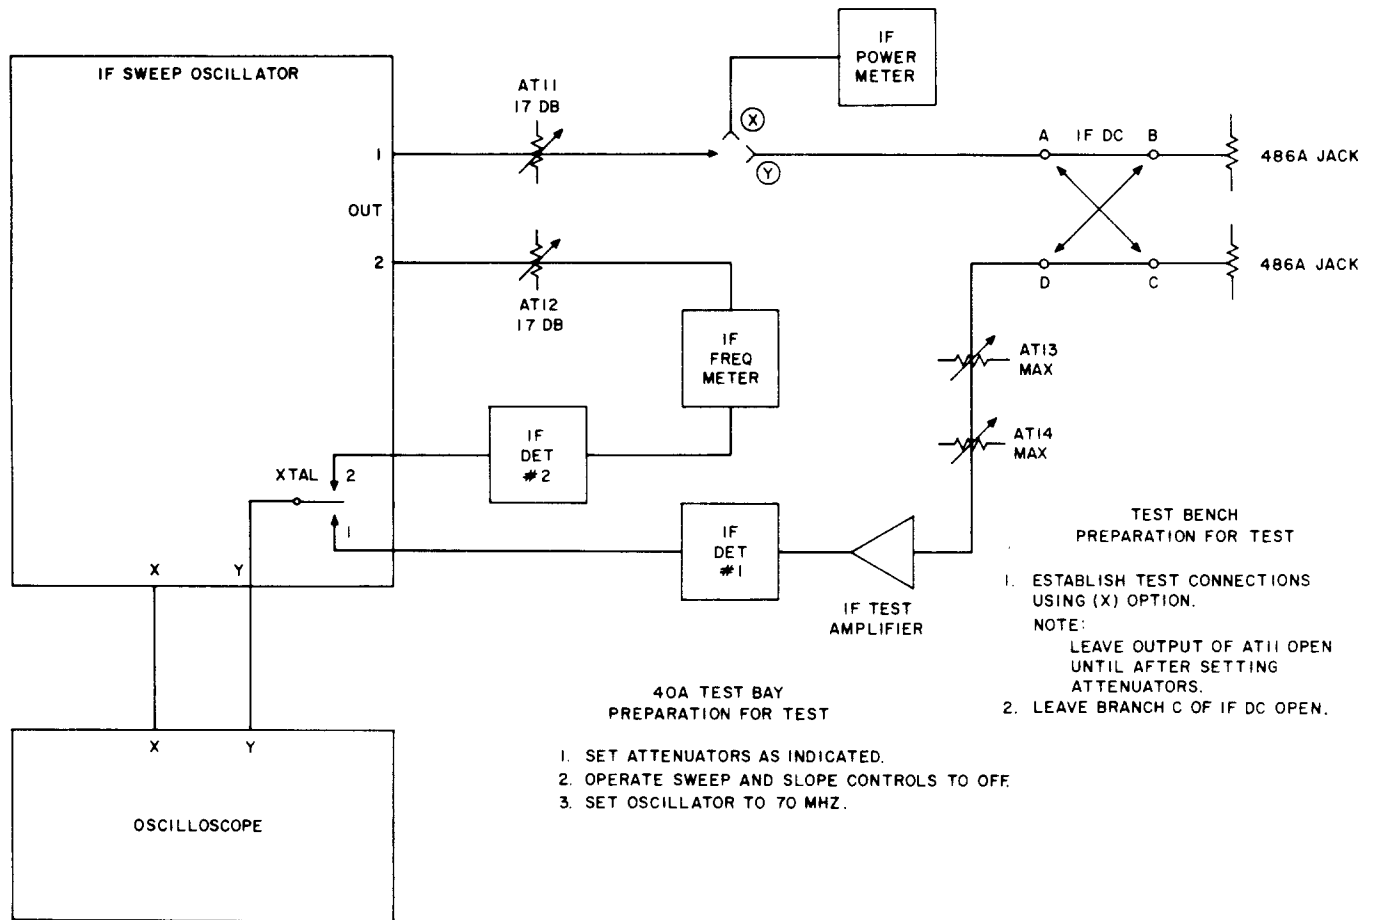 IF
POWER
METER
IF SWEEP OSCILLATOR
AT11
17 DB
X
A IF DC B
1
Y
486A JACK
OUT
2
486A JACK
D C
AT12
17 DB
IF
FREQ
METER
AT13
MAX
IF
DET
#2
AT14
MAX
XTAL 2
1
IF
DET
#1
TEST BENCH
PREPARATION FOR TEST
X Y
IF TEST
AMPLIFIER
1. ESTABLISH TEST CONNECTIONS
USING (X) OPTION.
NOTE:
LEAVE OUTPUT OF AT11 OPEN
UNTIL AFTER SETTING
ATTENUATORS.
2. LEAVE BRANCH C OF IF DC OPEN.
40A TEST BAY
PREPARATION FOR TEST
1. SET ATTENUATORS AS INDICATED.
2. OPERATE SWEEP AND SLOPE CONTROLS TO OFF.
3. SET OSCILLATOR TO 70 MHZ.
X Y
OSCILLOSCOPE